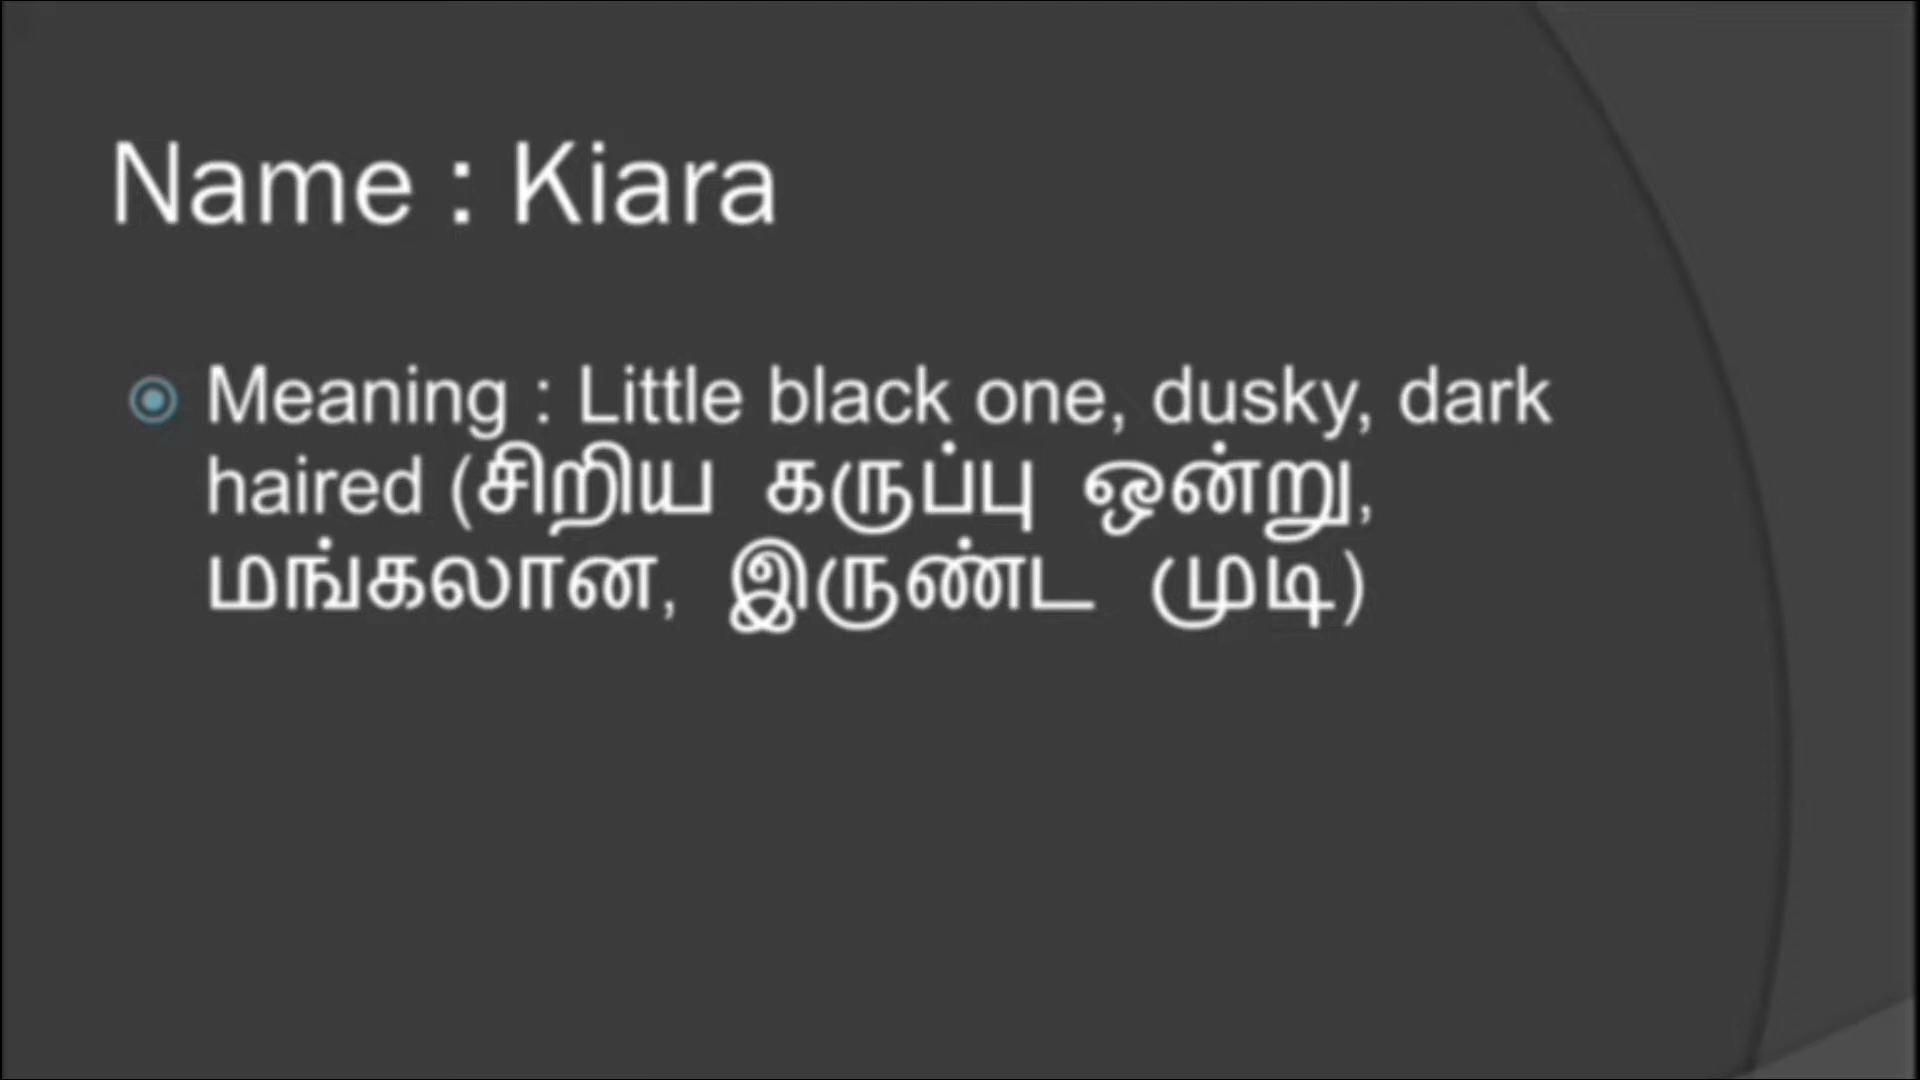 Name : Kiara
Meaning : Little black one, dusky, dark
haired (சிறிய கருப்பு ஒன்று,
மங்கலான, இருண்ட முடி)